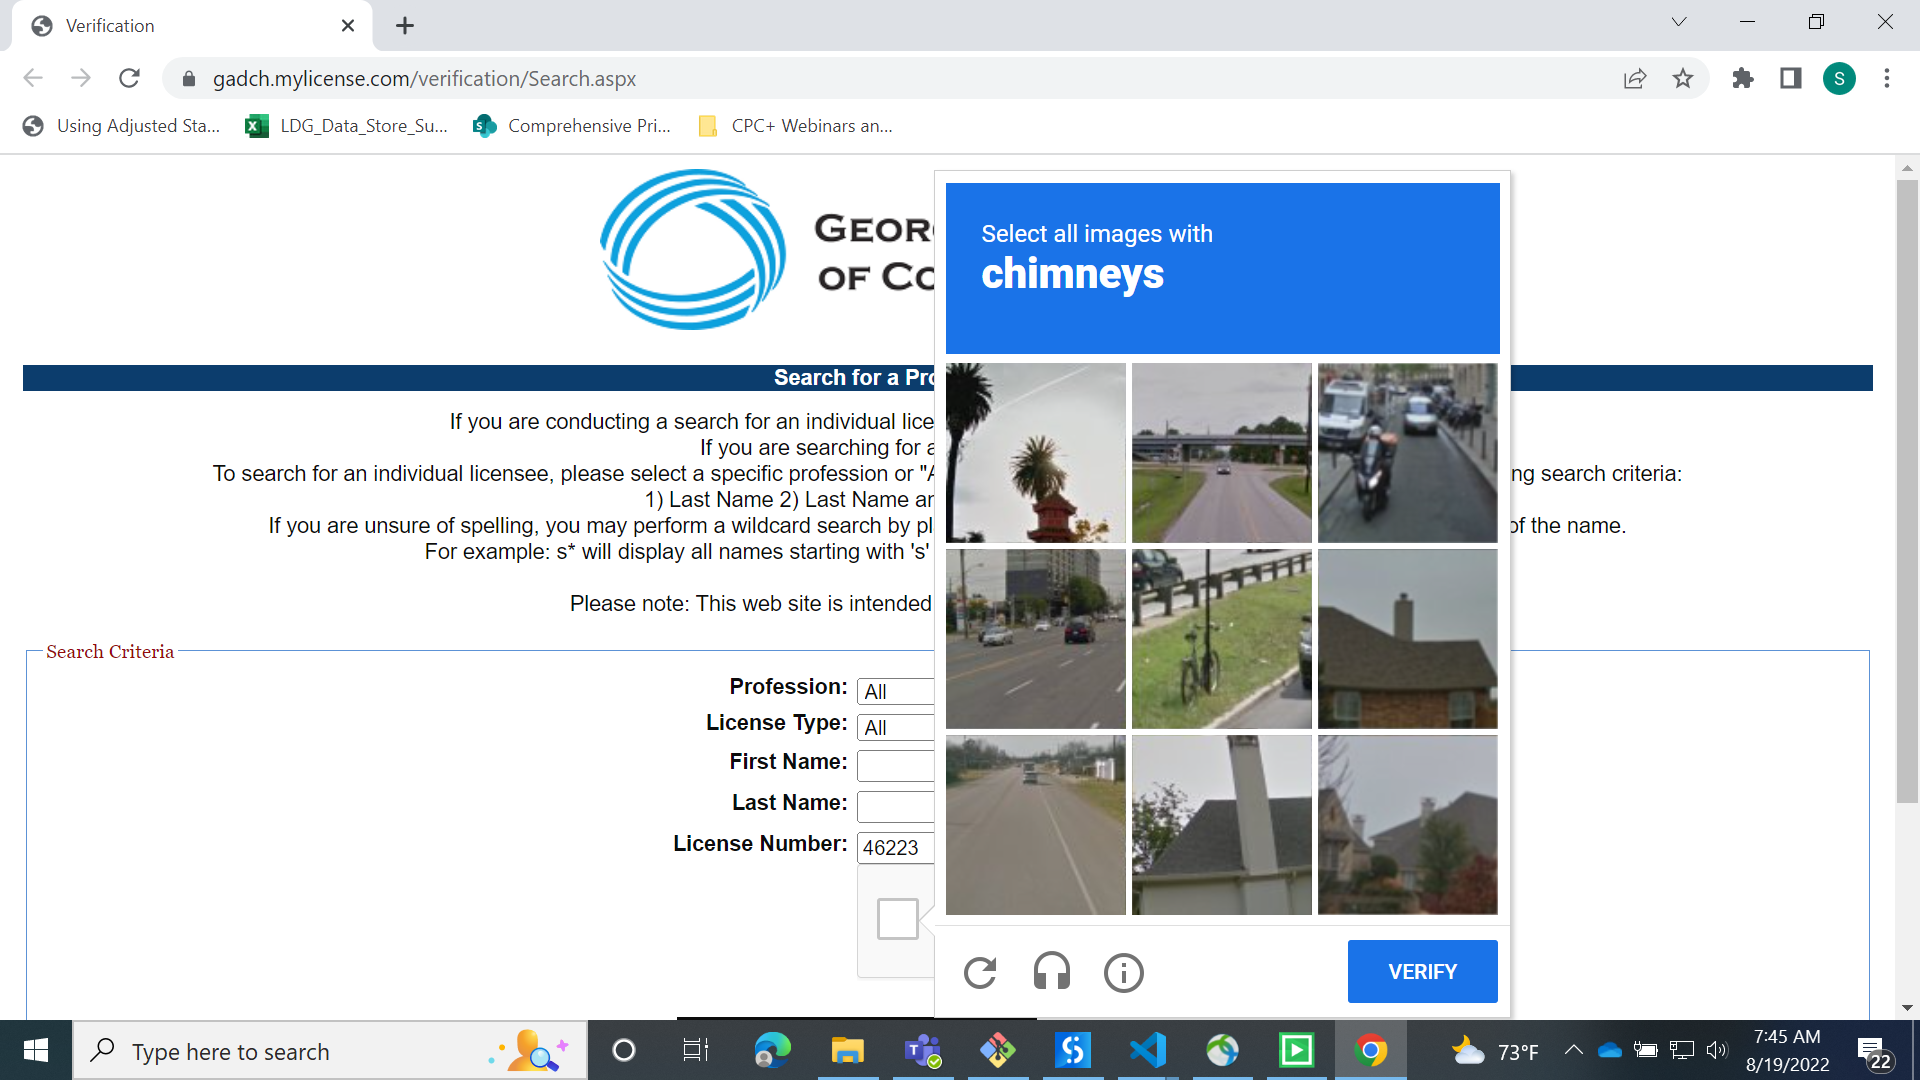 Verification
gadch.mylicense.com/verification/Search.aspx
S
Using Adjusted Sta...
LDG_Data_Store_Su...
Comprehensive Pri...
CPC+ Webinars an...
GEOR
OF CO
Select all images with
chimneys
Search for a Pro
If you are conducting a search for an individual lice
If you are searching for a
To search for an individual licensee, please select a specific profession or "A
ng search criteria:
1) Last Name 2) Last Name an
If you are unsure of spelling, you may perform a wildcard search by pl
of the name.
For example: s* will display all names starting with 's'
Please note: This web site is intended
Search Criteria
Profession: All
License Type: All
First Name:
Last Name:
License Number: 46223
VERIFY
Type here to search
73°F
7:45 AM
8/19/2022
22